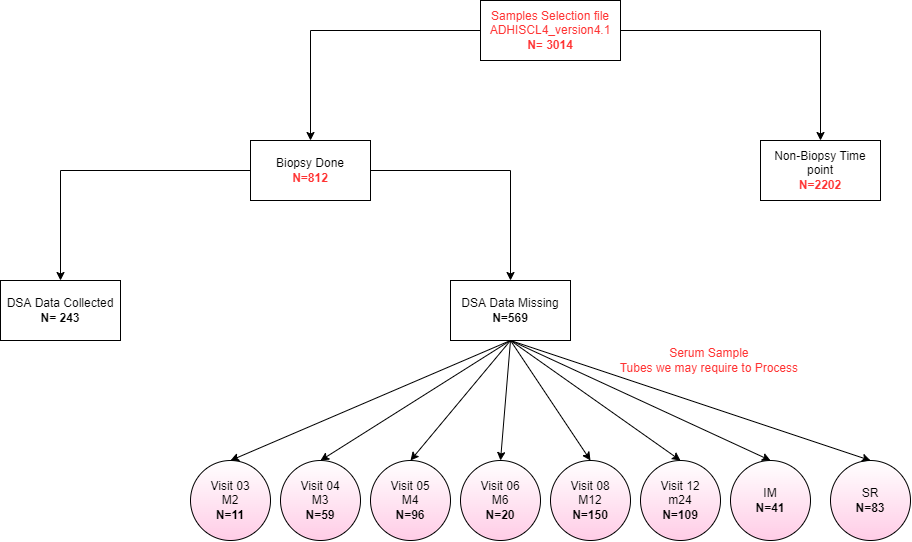 Samples Selection file
ADHISCL4_version4.1
N= 3014
Biopsy Done
N=812
Non-Biopsy Time
point
N=2202
DSA Data Collected
N= 243
DSA Data Missing
N=569
Serum Sample
Tubes we may require to Process
Visit 03
M2
N=11
Visit 04
M3
N=59
Visit 05
M4
N=96
Visit 06
M6
N=20
Visit 08
M12
N=150
Visit 12
m24
N=109
IM
N=41
SR
N=83